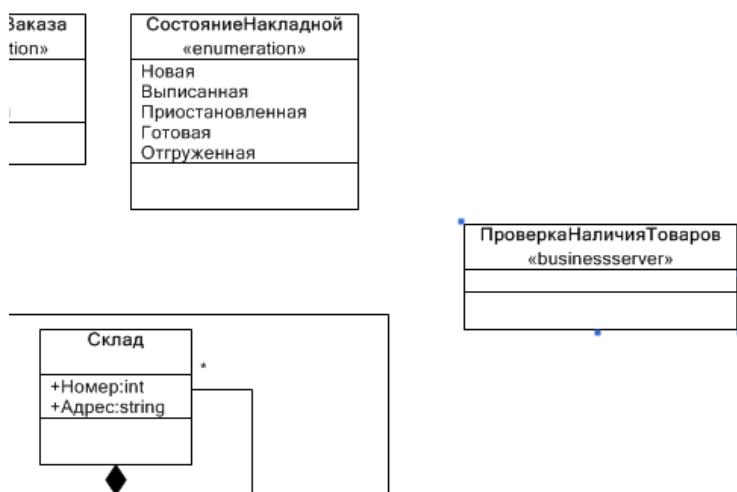 Заказа
tion»
СостояниеНакладной
«enumeration»
Новая
Выписанная
Приостановленная
Готовая
Отгруженная
ПроверкаНаличияТоваров
«businessserver»
Склад
*
+Номер:int
+Адрес:string